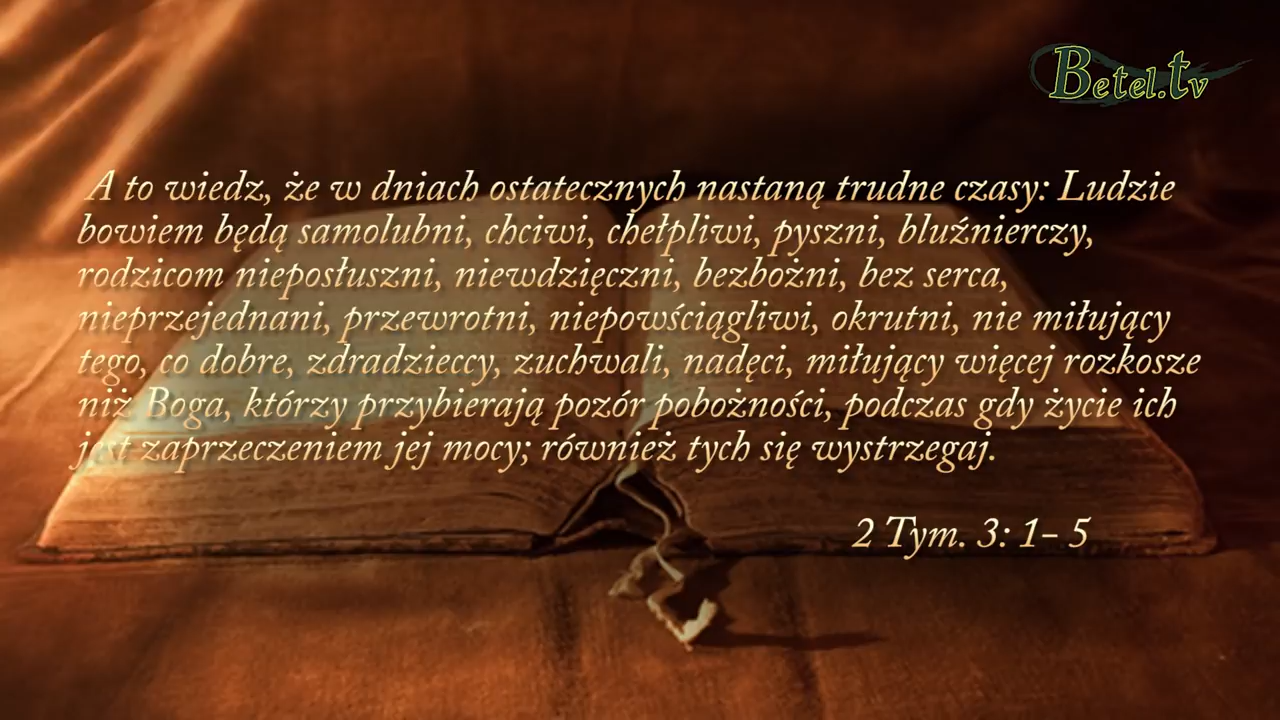 Betel.tv
A to wiedz, że w dniach ostatecznych nastaną trudne czasy: Ludzie
bowiem będą samolubni, chciwi, chełpliwi, pyszni, bluźnierczy,
rodzicom nieposłuszni, niewdzięczni, bezbożni, bez serca,
nieprzejednani, przewrotni, niepowściągliwi, okrutni, nie miłujący
tego, co dobre, zdradzieccy, zuchwali, nadęci, miłujący więcej rozkosze
niż Boga, którzy przybierają pozór pobożności, podczas gdy życie ich
jest zaprzeczeniem jej mocy; również tych się wystrzegaj.
2 Tym. 3: 1– 5